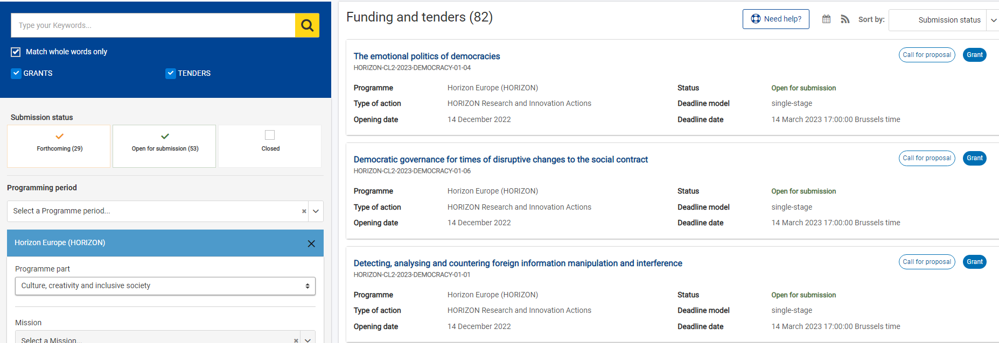 Type your Keywords...
Match whole words only
GRANTS
TENDERS
Submission status
Forthcoming (29)
Open for submission (53)
Closed
Programming period
Select a Programme period...
Horizon Europe (HORIZON)
Programme part
Culture, creativity and inclusive society
Mission
Select a Mission...
Funding and tenders (82)
Need help?
Sort by:
Submission status
The emotional politics of democracies
Call for proposal
Grant
HORIZON-CL2-2023-DEMOCRACY-01-04
Programme Horizon Europe (HORIZON) Status Open for submission
Type of action HORIZON Research and Innovation Actions Deadline model single-stage
Opening date 14 December 2022 Deadline date 14 March 2023 17:00:00 Brussels time
Democratic governance for times of disruptive changes to the social contract
Call for proposal
Grant
HORIZON-CL2-2023-DEMOCRACY-01-06
Programme Horizon Europe (HORIZON) Status Open for submission
Type of action HORIZON Research and Innovation Actions Deadline model single-stage
Opening date 14 December 2022 Deadline date 14 March 2023 17:00:00 Brussels time
Detecting, analysing and countering foreign information manipulation and interference
Call for proposal
Grant
HORIZON-CL2-2023-DEMOCRACY-01-01
Programme Horizon Europe (HORIZON) Status Open for submission
Type of action HORIZON Research and Innovation Actions Deadline model single-stage
Opening date 14 December 2022 Deadline date 14 March 2023 17:00:00 Brussels time